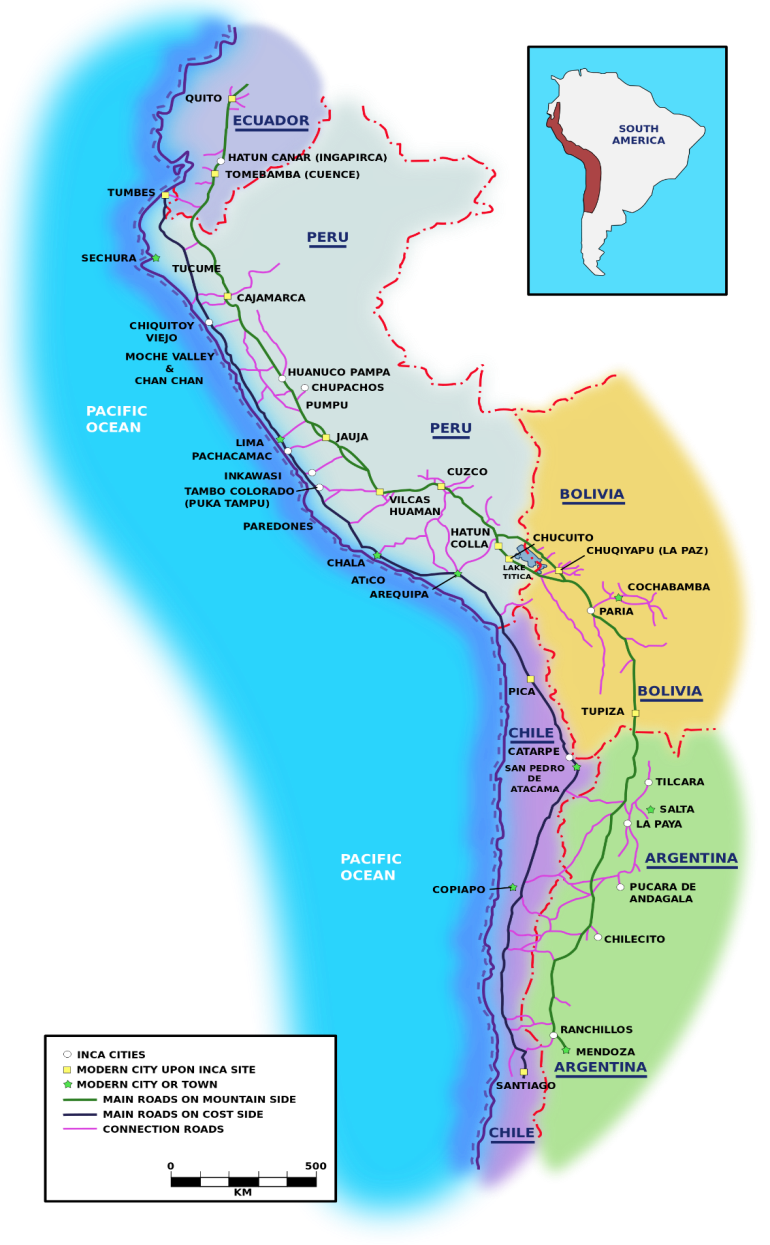 QUITO
ECUADOR
HATUN CANAR (INGAPIRCA)
TOMEBAMBA (CUENCE)
TUMBES
PERU
SECHURA
TUCUME
CAJAMARCA
CHIQUITOY
VIEJO
MOCHE VALLEY
&
CHAN CHAN
HUANUCO PAMPA
CHUPACHOS
PUMPU
PACIFIC
OCEAN
LIMA
JAUJA
PERU
PACHACAMAC
INKAWASI
CUZCO
TAMBO COLORADO
(PUKA TAMPU)
VILCAS
HUAMAN
BOLIVIA
PAREDONES
HATUN
COLLA
CHUCUITO
CHUQIYAPU (LA PAZ)
CHALA
LAKE
TITICA
ATıCO
AREQUIPA
COCHABAMBA
PARIA
PICA
BOLIVIA
TUPIZA
CHILE
CATARPE
SAN PEDRO
DE
ATACAMA
TILCARA
SALTA
LA PAYA
PACIFIC
OCEAN
ARGENTINA
COPIAPO
PUCARA DE
ANDAGALA
CHILECITO
RANCHILLOS
MENDOZA
ARGENTINA
SANTIAGO
CHILE
SOUTH
AMERICA
INCA CITIES
MODERN CITY UPON INCA SITE
MODERN CITY OR TOWN
MAIN ROADS ON MOUNTAIN SIDE
MAIN ROADS ON COST SIDE
CONNECTION ROADS
0 500
KM